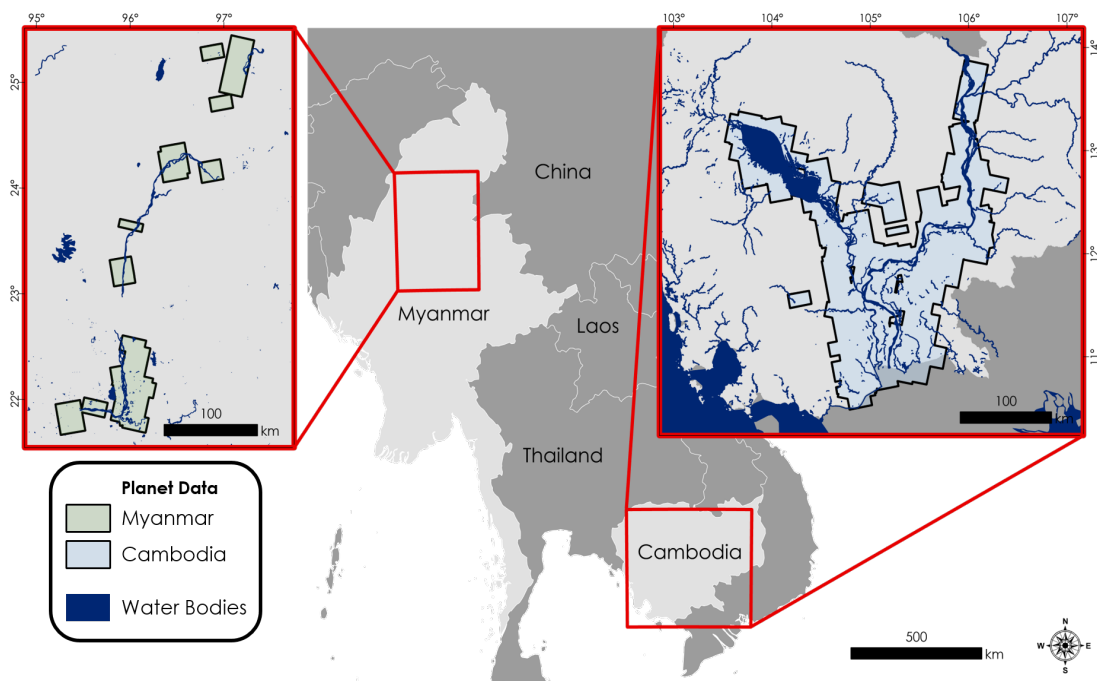 95°
96°
97°
25°
24°
23°
22°
100
km
103°
104°
105°
106°
107°
14°
13°
12°
11°
100
km
China
Myanmar
Laos
Thailand
Cambodia
Planet Data
Myanmar
Cambodia
Water Bodies
500
km
N
W E
S